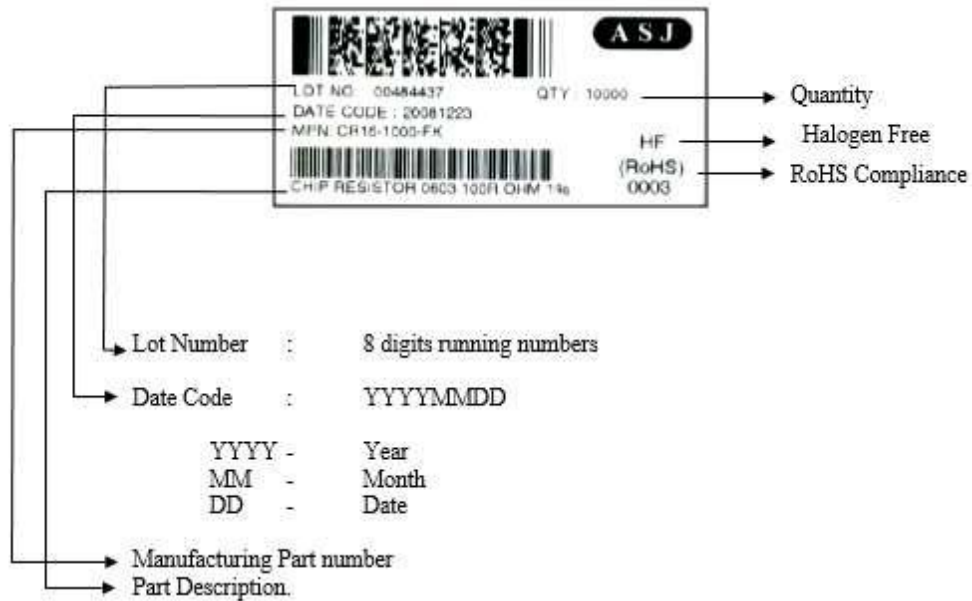 A S J
LOT NO 00484437 QTY : 10000
DATE CODE : 20081223
MPN: CR16-1000-FK
HF
(RoHS)
CHIP RESISTOR 0603 100R OHM 1%
0003
Quantity
Halogen Free
RoHS Compliance
Lot Number : 8 digits running numbers
Date Code : YYYYMMDD
YYYY - Year
MM - Month
DD - Date
Manufacturing Part number
Part Description.